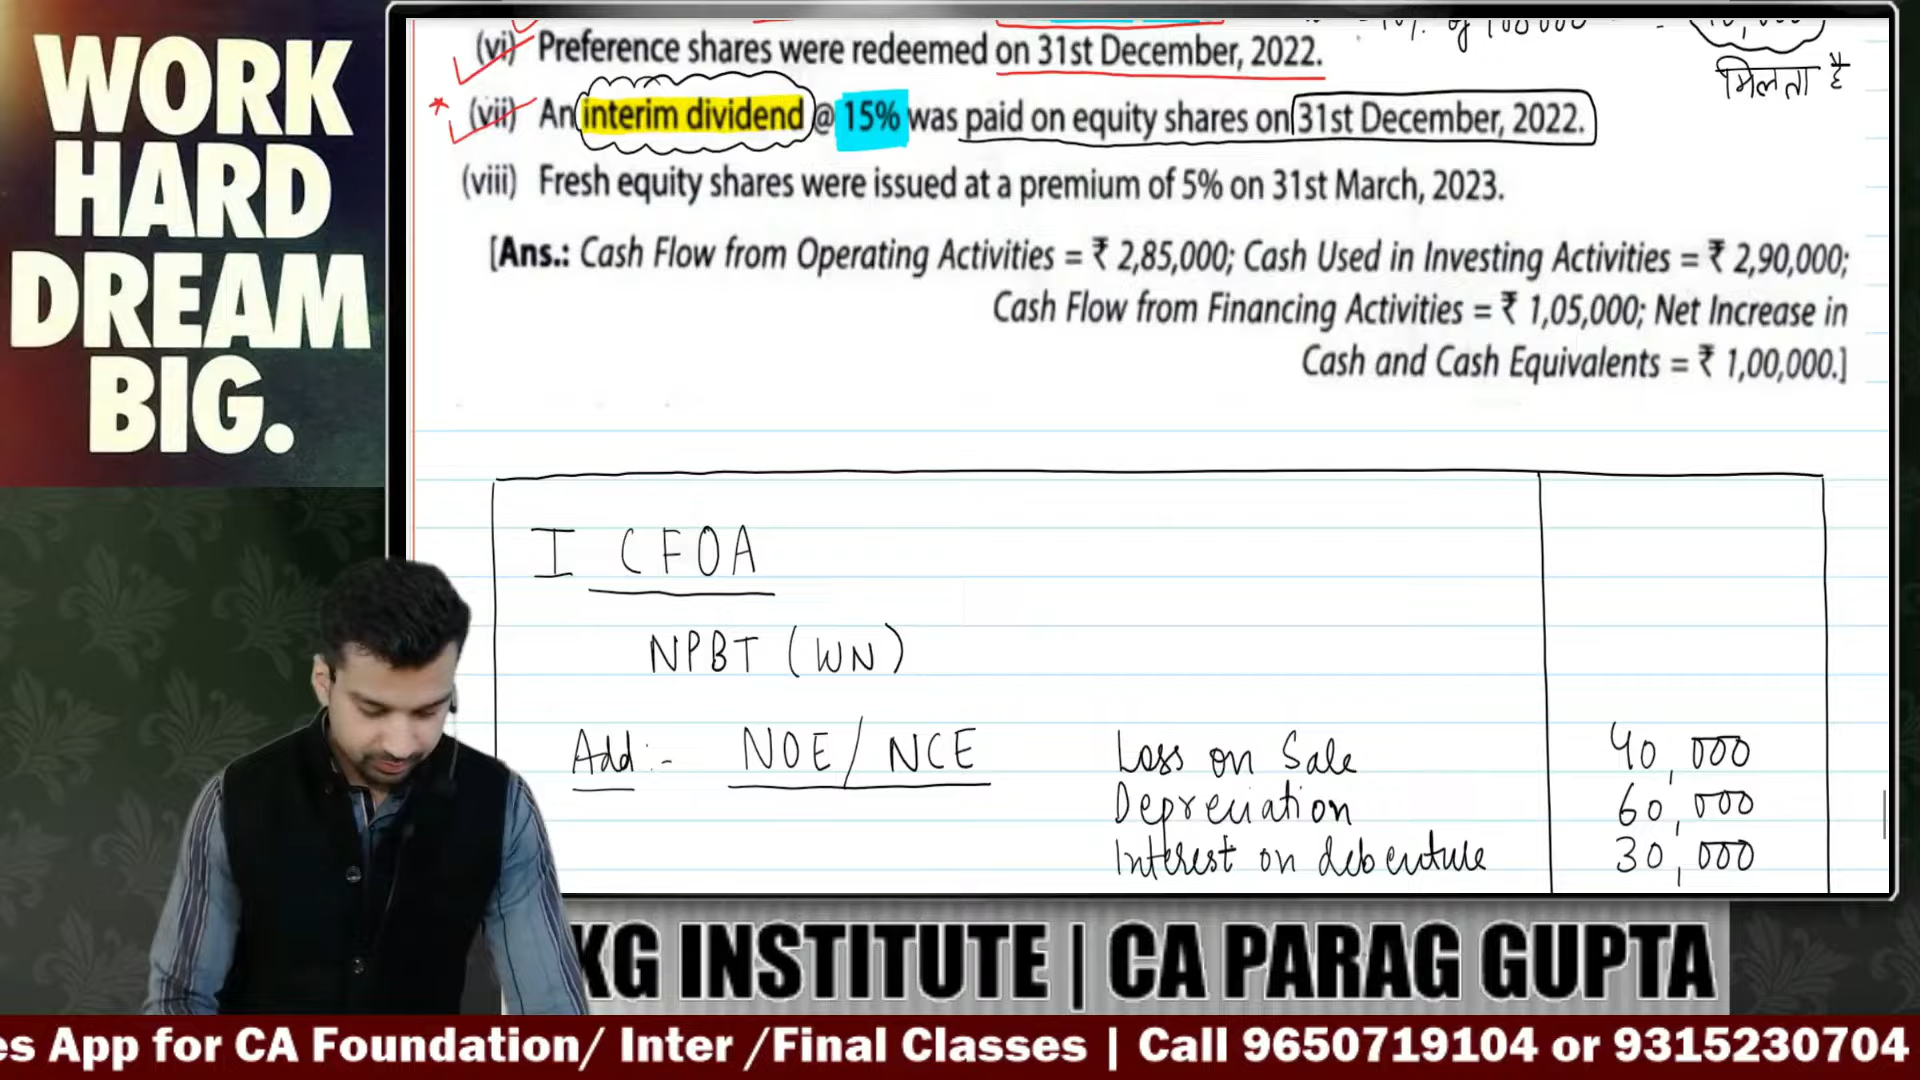 WORK
HARD
DREAM
BIG.
10% of 100000 =
मिलता है
(vi) Preference shares were redeemed on 31st December, 2022.
* (vii) An interim dividend @ 15% was paid on equity shares on 31st December, 2022.
(viii) Fresh equity shares were issued at a premium of 5% on 31st March, 2023.
[Ans.: Cash Flow from Operating Activities = ₹ 2,85,000; Cash Used in Investing Activities = ₹ 2,90,000;
Cash Flow from Financing Activities = ₹ 1,05,000; Net Increase in
Cash and Cash Equivalents = ₹ 1,00,000.]
I CFOA
NPBT (WN)
Add :- NOE / NCE Loss on Sale 40,000
Depreciation 60,000
Interest on debenture 30,000
KG INSTITUTE | CA PARAG GUPTA
es App for CA Foundation/ Inter /Final Classes | Call 9650719104 or 9315230704